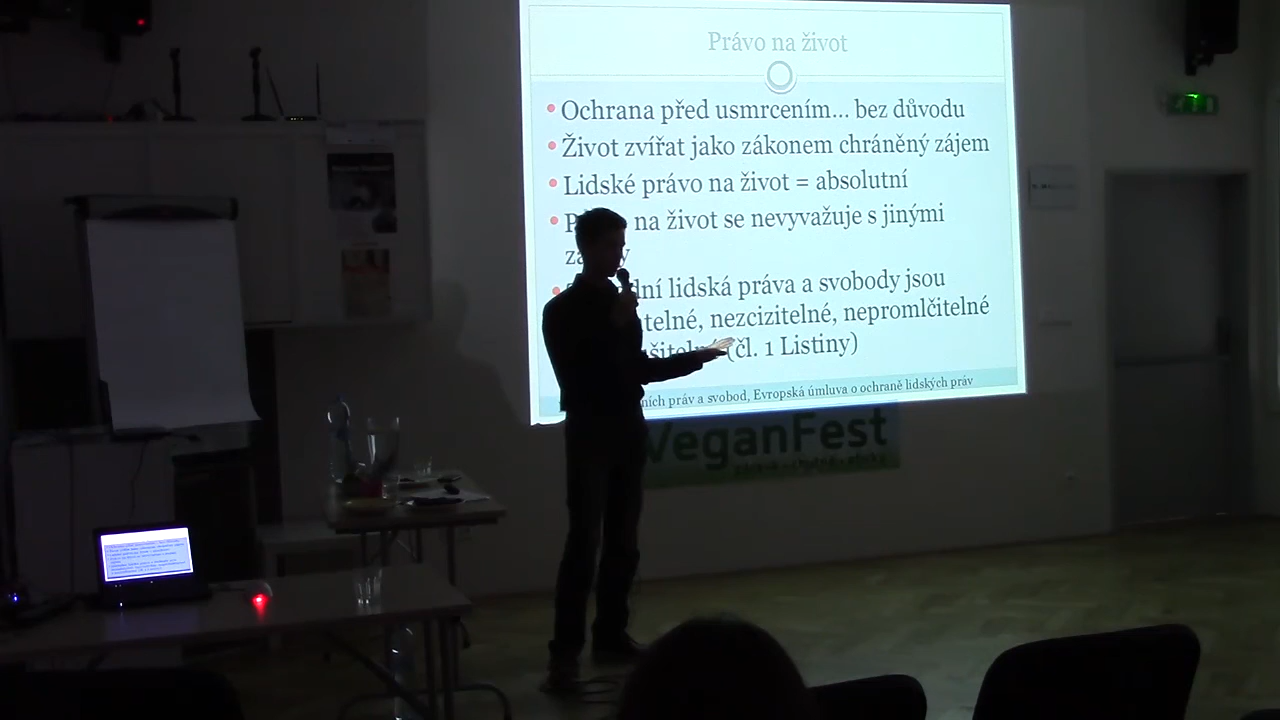 Právo na život
• Ochrana před usmrcením... bez důvodu
• Život zvířat jako zákonem chráněný zájem
• Lidské právo na život = absolutní
• na život se nevyvažuje s jinými
lidská práva a svobody jsou
nezcizitelné, nepromlčitelné
(čl. 1 Listiny)
práv a svobod, Evropská úmluva o ochraně lidských práv
VeganFest